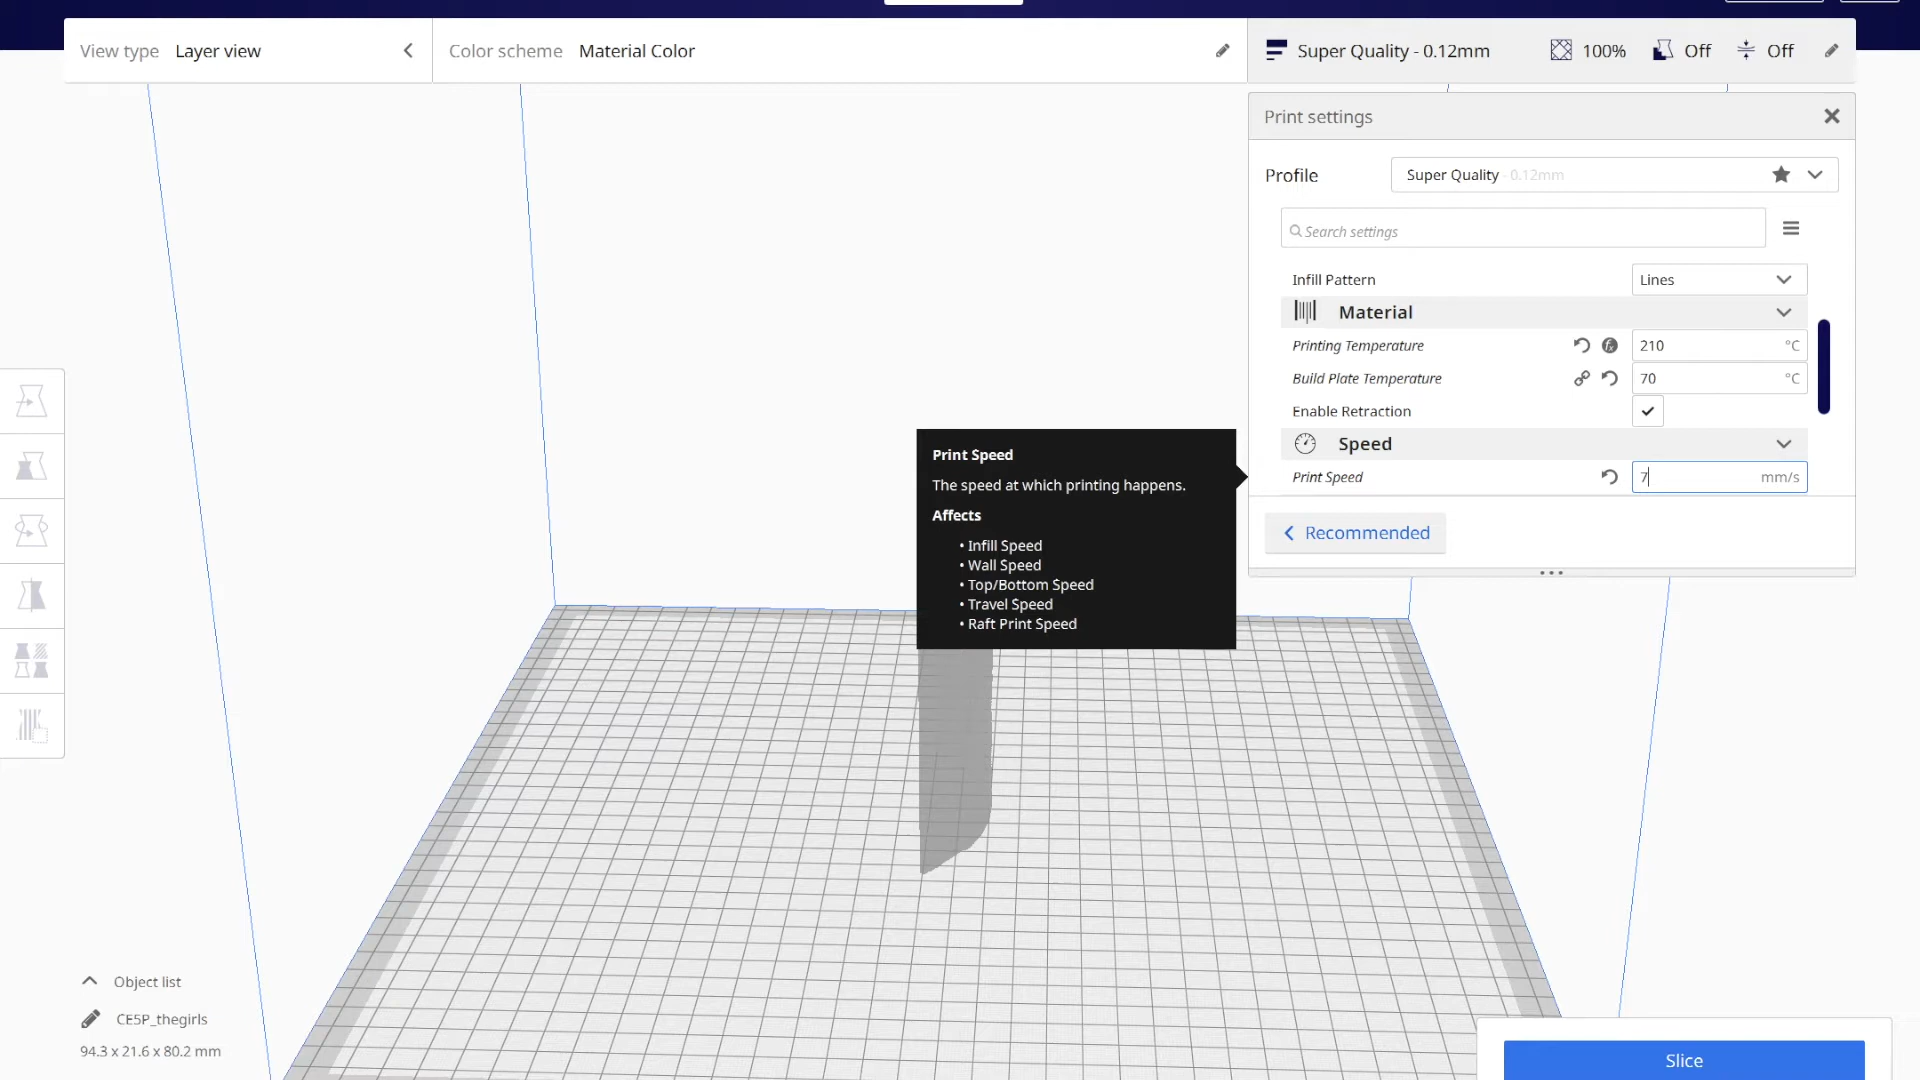 View type Layer view
Color scheme Material Color
Super Quality - 0.12mm 100% Off Off
Print settings
Profile Super Quality - 0.12mm
Search settings
Infill Pattern Lines
Material
Printing Temperature 210 °C
Build Plate Temperature 70 °C
Enable Retraction
Speed
Print Speed 7 mm/s
Recommended
Print Speed
The speed at which printing happens.
Affects
• Infill Speed
• Wall Speed
• Top/Bottom Speed
• Travel Speed
• Raft Print Speed
Object list
CE5P_thegirls
94.3 x 21.6 x 80.2 mm
Slice